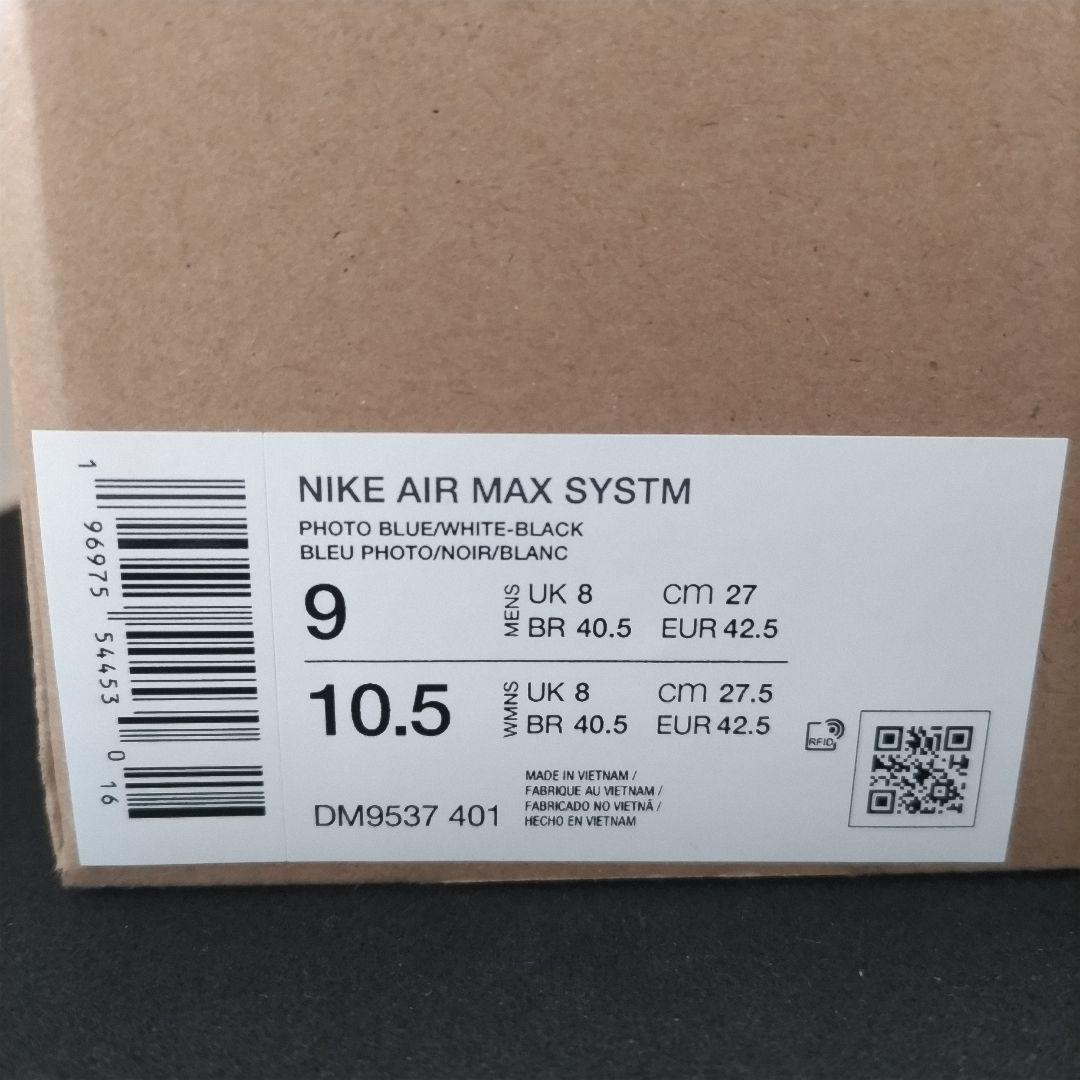 1 96975 54453 0 16
NIKE AIR MAX SYSTM
PHOTO BLUE/WHITE-BLACK
BLEU PHOTO/NOIR/BLANC
9 MENS UK 8 cm 27
BR 40.5 EUR 42.5
10.5 WMNS UK 8 cm 27.5
BR 40.5 EUR 42.5
RFID
DM9537 401
MADE IN VIETNAM /
FABRIQUE AU VIETNAM /
FABRICADO NO VIETNÃ /
HECHO EN VIETNAM